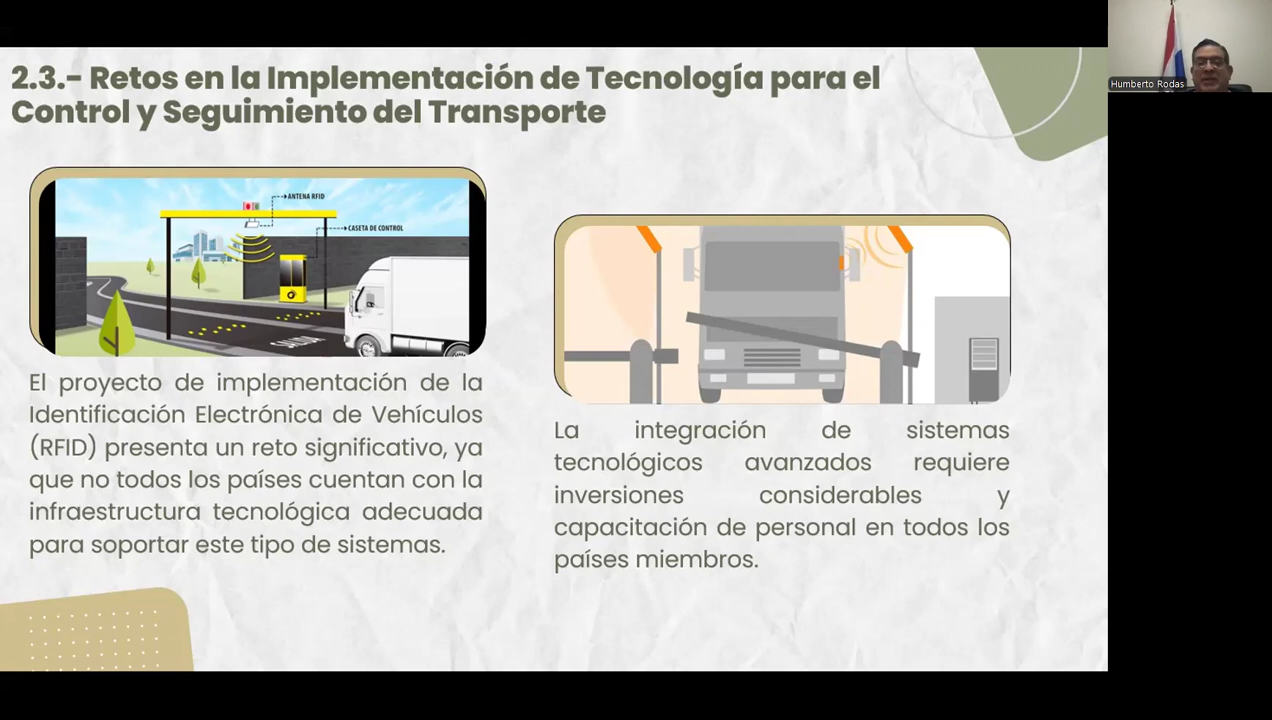 2.3.- Retos en la Implementación de Tecnología para el
Control y Seguimiento del Transporte
ANTENA RFID
CASETA DE CONTROL
SALIDA
El proyecto de implementación de la
Identificación Electrónica de Vehículos
(RFID) presenta un reto significativo, ya
que no todos los países cuentan con la
infraestructura tecnológica adecuada
para soportar este tipo de sistemas.
La integración de sistemas
tecnológicos avanzados requiere
inversiones considerables y
capacitación de personal en todos los
países miembros.
Humberto Rodas